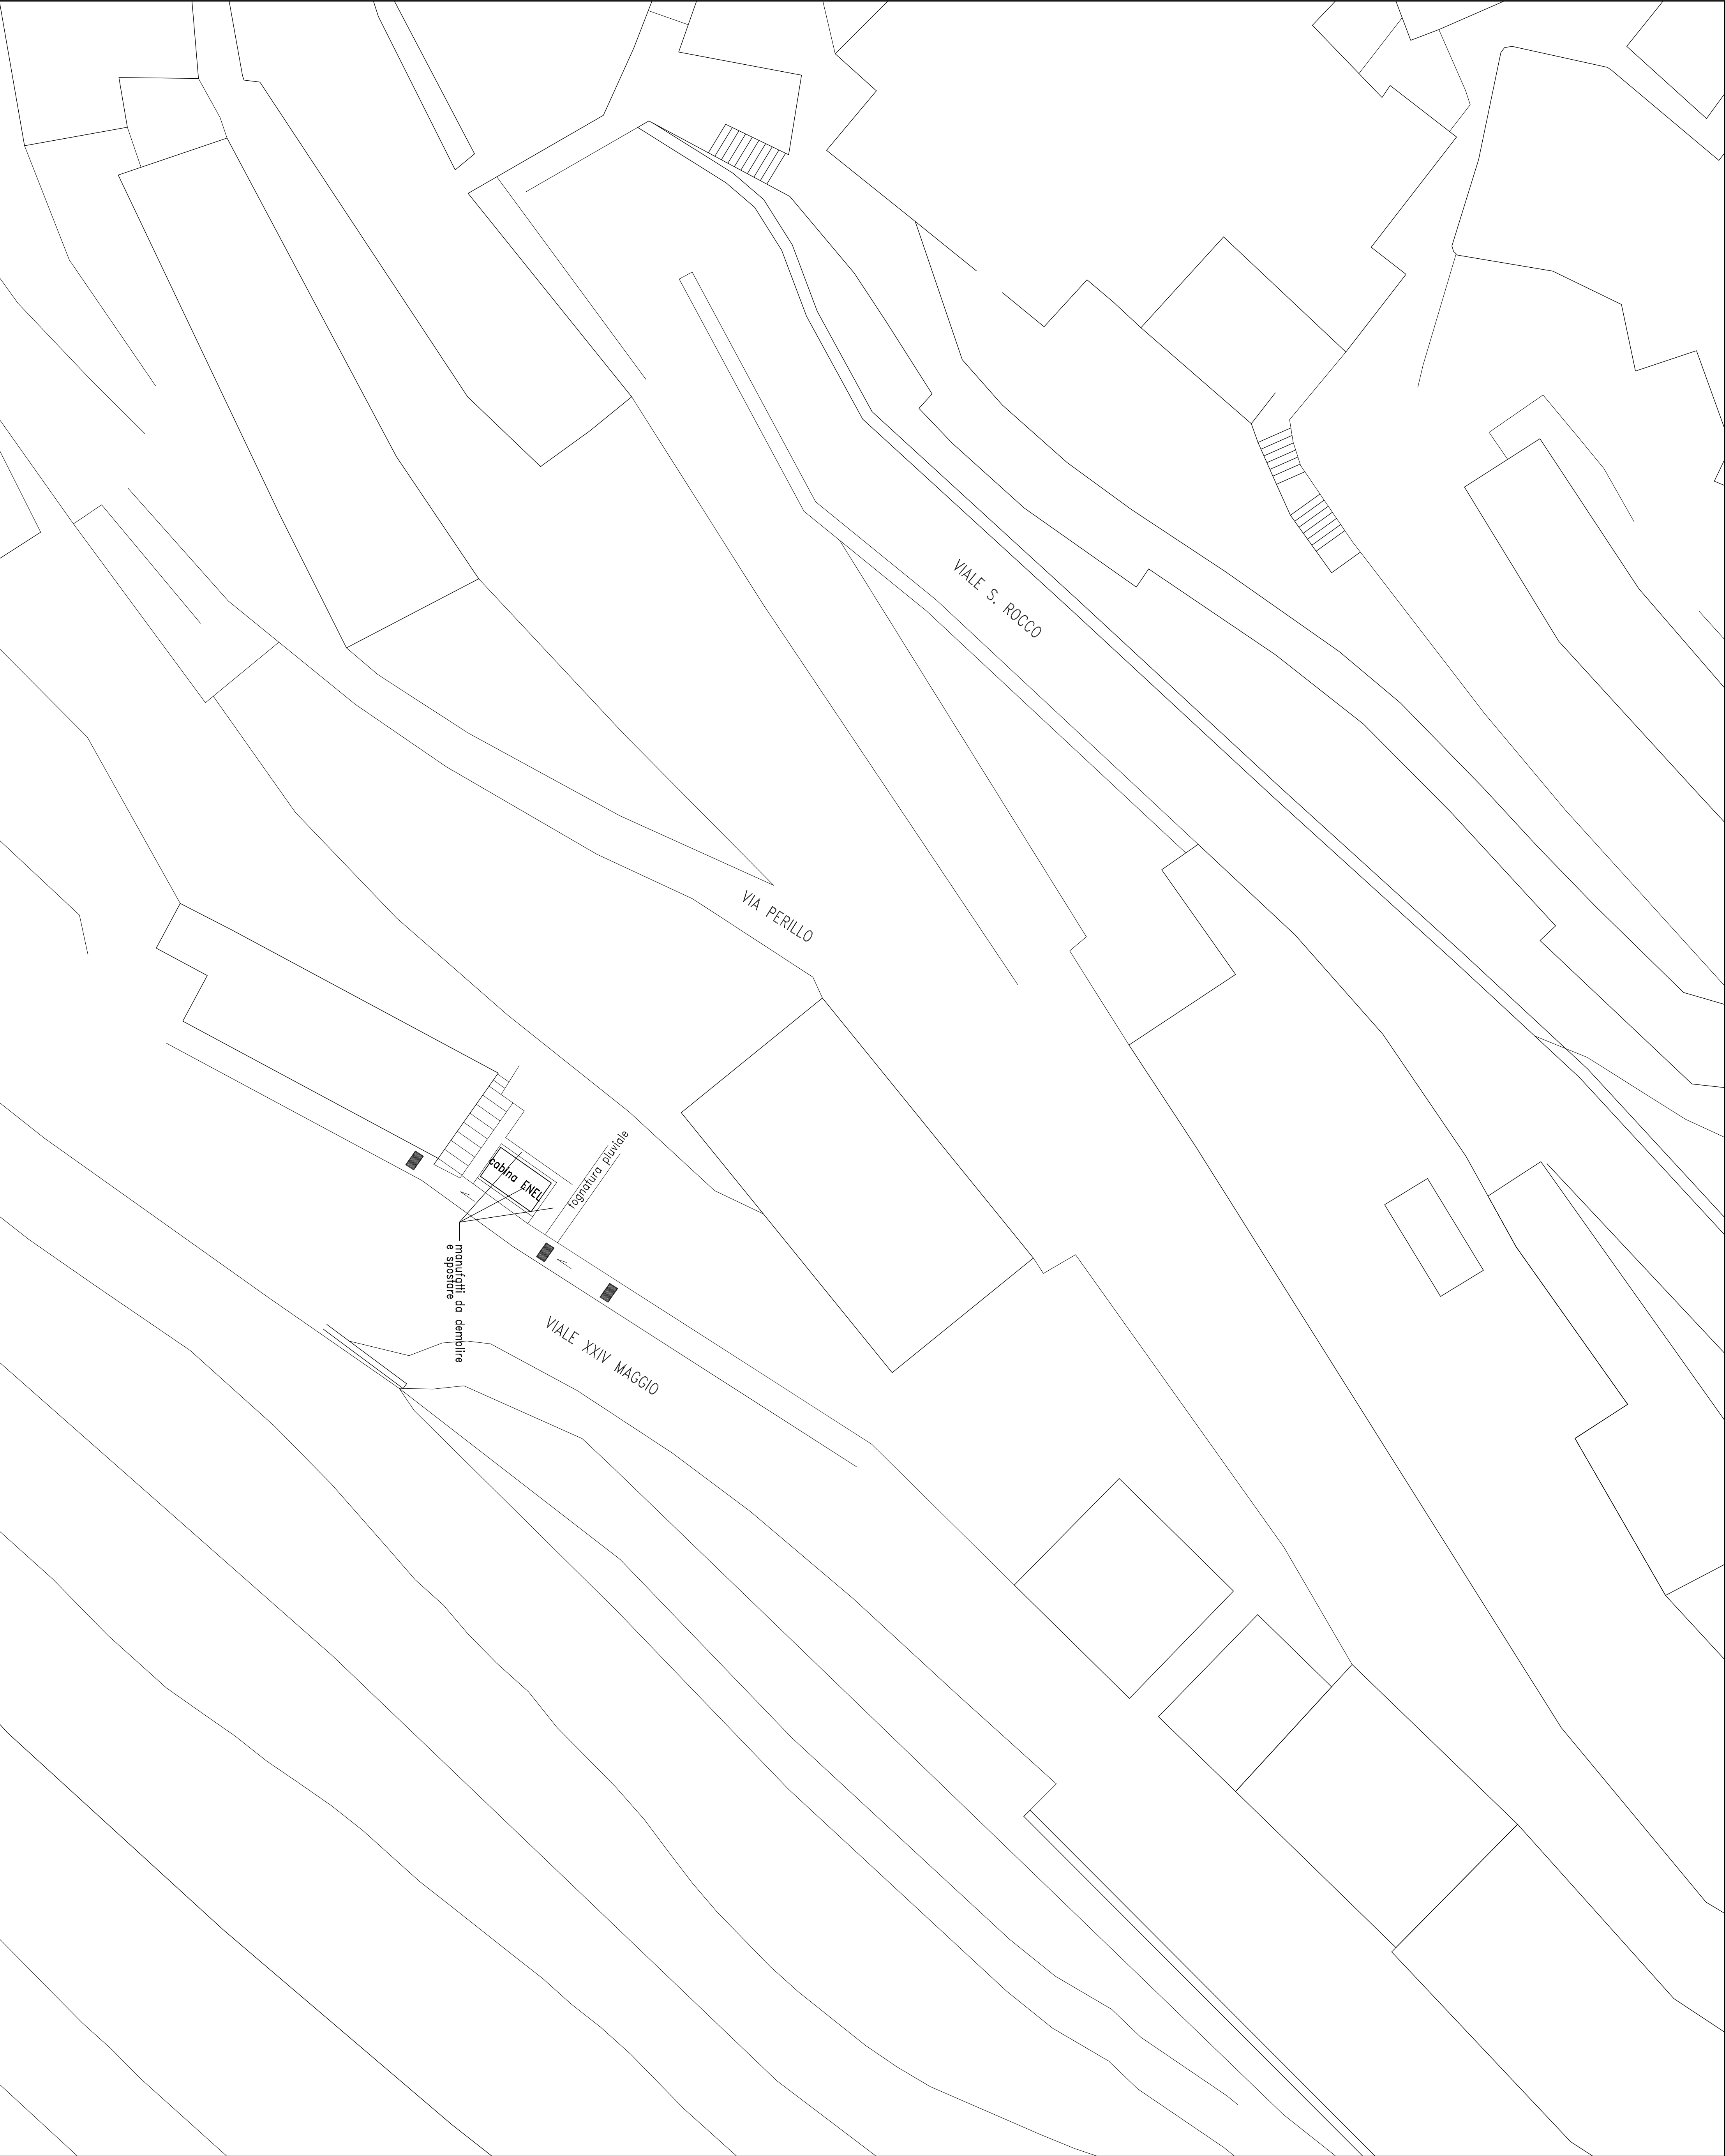 VIALE S. ROCCO
VIA PERILLO
fognatura pluviale
cabina ENEL
manufatti da demolire
e spostare
VIALE XXIV MAGGIO